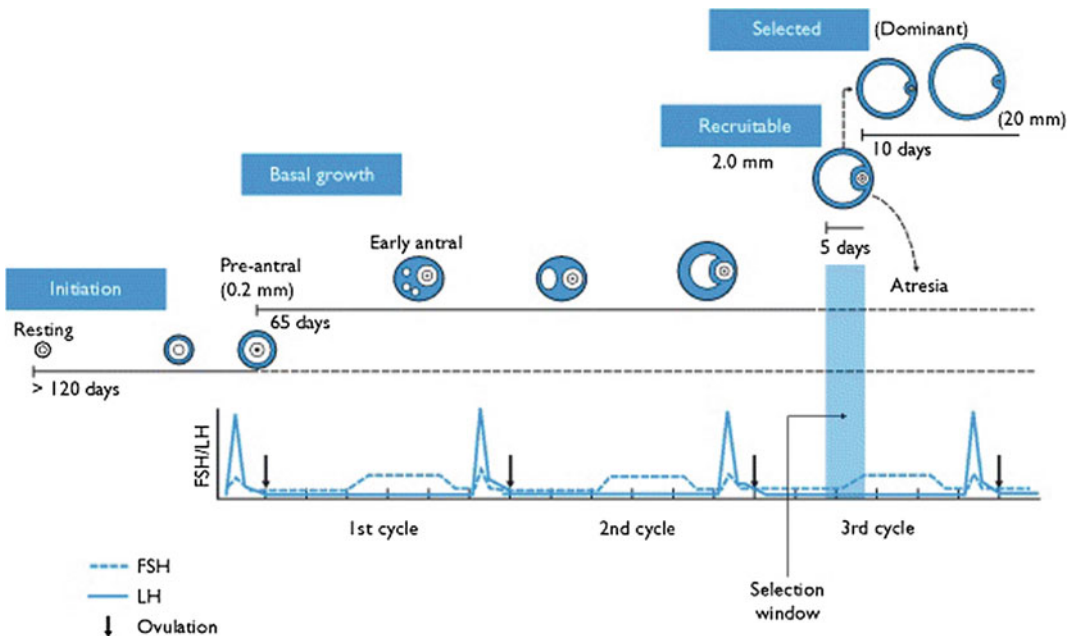 Selected
(Dominant)
(20 mm)
10 days
Recruitable
2.0 mm
5 days
Atresia
Basal growth
Early antral
Pre-antral
(0.2 mm)
65 days
Initiation
Resting
> 120 days
FSH/LH
1st cycle
2nd cycle
3rd cycle
Selection
window
FSH
LH
Ovulation